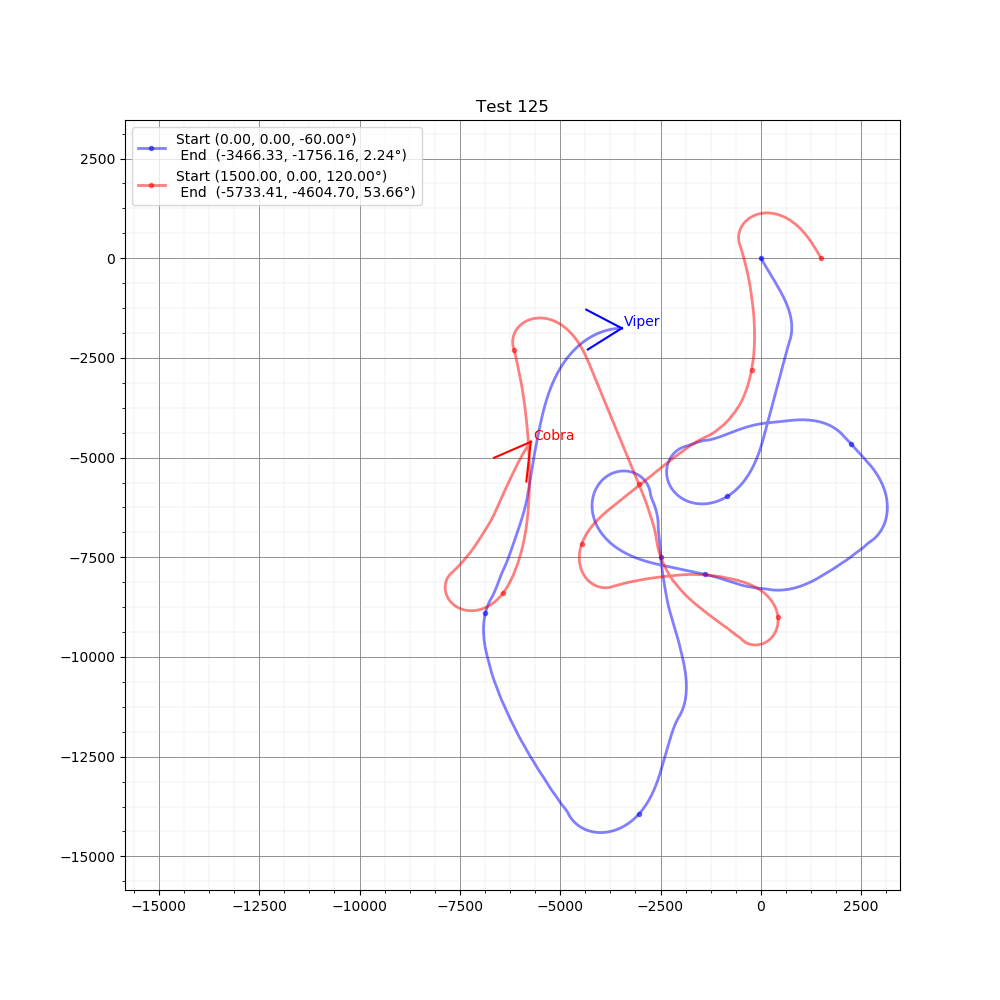 Test 125
Start (0.00, 0.00, -60.00°)
End  (-3466.33, -1756.16, 2.24°)
Start (1500.00, 0.00, 120.00°)
End  (-5733.41, -4604.70, 53.66°)
2500
0
−2500
−5000
−7500
−10000
−12500
−15000
Viper
Cobra
−15000 −12500 −10000 −7500 −5000 −2500 0 2500